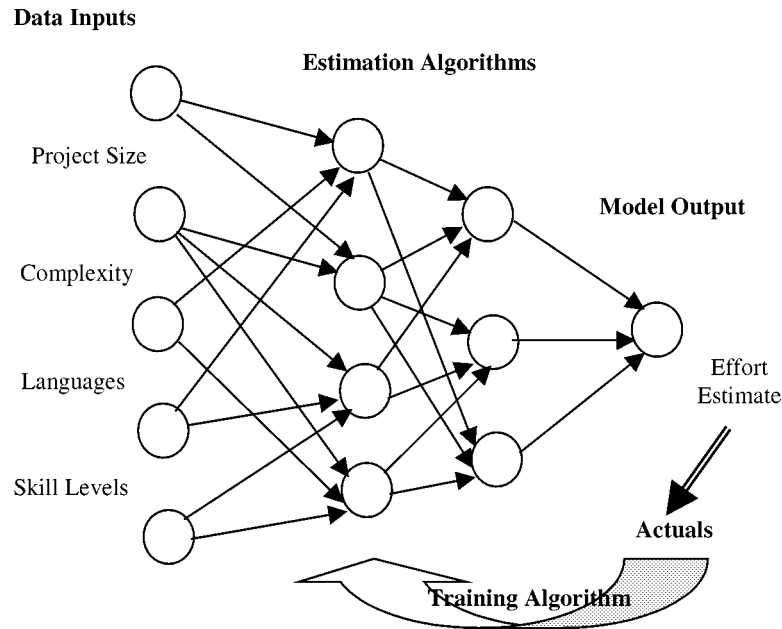 Data Inputs
Estimation Algorithms
Project Size
Model Output
Complexity
Languages
Effort
Estimate
Skill Levels
Actuals
Training Algorithm